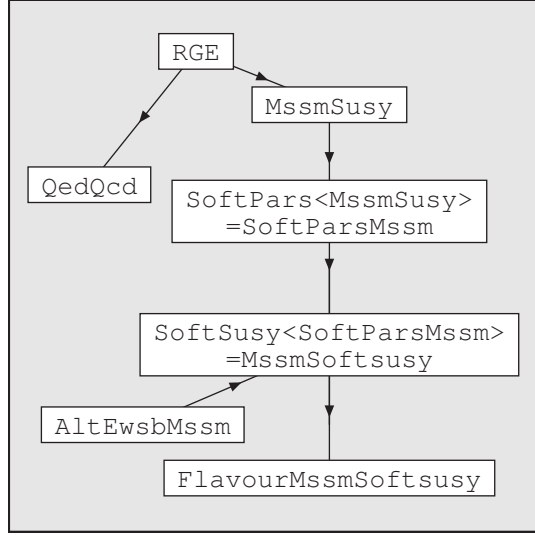 RGE
MssmSusy
QedQcd
SoftPars<MssmSusy>
=SoftParsMssm
SoftSusy<SoftParsMssm>
=MssmSoftsusy
AltEwsbMssm
FlavourMssmSoftsusy